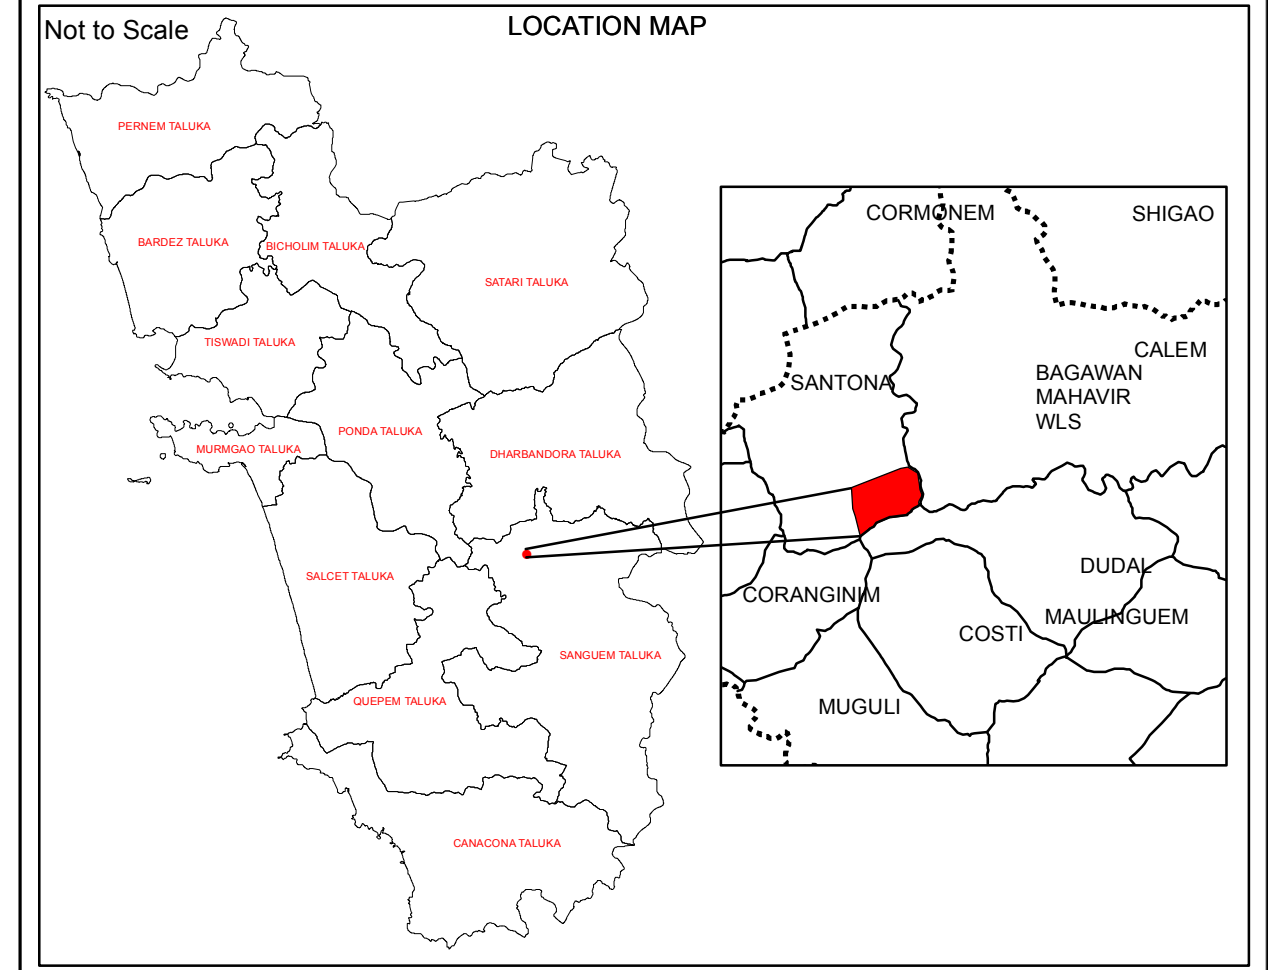 Not to Scale
LOCATION MAP
PERNEM TALUKA
BARDEZ TALUKA
BICHOLIM TALUKA
SATARI TALUKA
TISWADI TALUKA
PONDA TALUKA
MURMGAO TALUKA
DHARBANDORA TALUKA
SALCET TALUKA
SANGUEM TALUKA
QUEPEM TALUKA
CANACONA TALUKA
CORMONEM
SHIGAO
CALEM
BAGAWAN
MAHAVIR
WLS
SANTONA
DUDAL
CORANGINIM
MAULINGUEM
COSTI
MUGULI